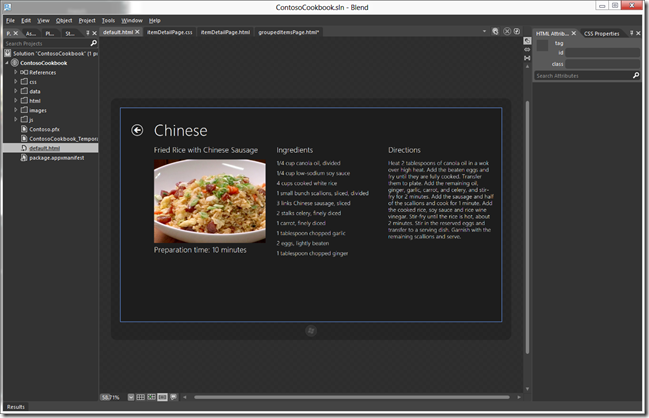 ContosoCookbook.sln - Blend
File Edit View Object Project Tools Window Help
P... As... Pl... St...
Search Projects
Solution "ContosoCookbook" (1 p
ContosoCookbook
References
css
data
html
images
js
Contoso.pfx
ContosoCookbook_Tempora
default.html
package.appxmanifest
default.html itemDetailPage.css itemDetailPage.html groupedItemsPage.html*
Chinese
Fried Rice with Chinese Sausage
Preparation time: 10 minutes
Ingredients
1/4 cup canola oil, divided
1/4 cup low-sodium soy sauce
4 cups cooked white rice
1 small bunch scallions, sliced, divided
3 links Chinese sausage, sliced
2 stalks celery, finely diced
1 carrot, finely diced
1 tablespoon chopped garlic
2 eggs, lightly beaten
1 tablespoon chopped ginger
Directions
Heat 2 tablespoons of canola oil in a wok
over high heat. Add the beaten eggs and
fry until they are fully cooked. Transfer
them to plate. Add the remaining oil,
ginger, garlic, carrot, and celery, and stir-
fry for 2 minutes. Add the sausage and half
of the scallions and cook for 1 minute. Add
the cooked rice, soy sauce and rice wine
vinegar. Stir-fry until the rice is hot, about
2 minutes. Stir in the reserved eggs and
transfer to a serving dish. Garnish with the
remaining scallions and serve.
HTML Attrib... CSS Properties
tag
id
class
Search Attributes
58.71%
Results